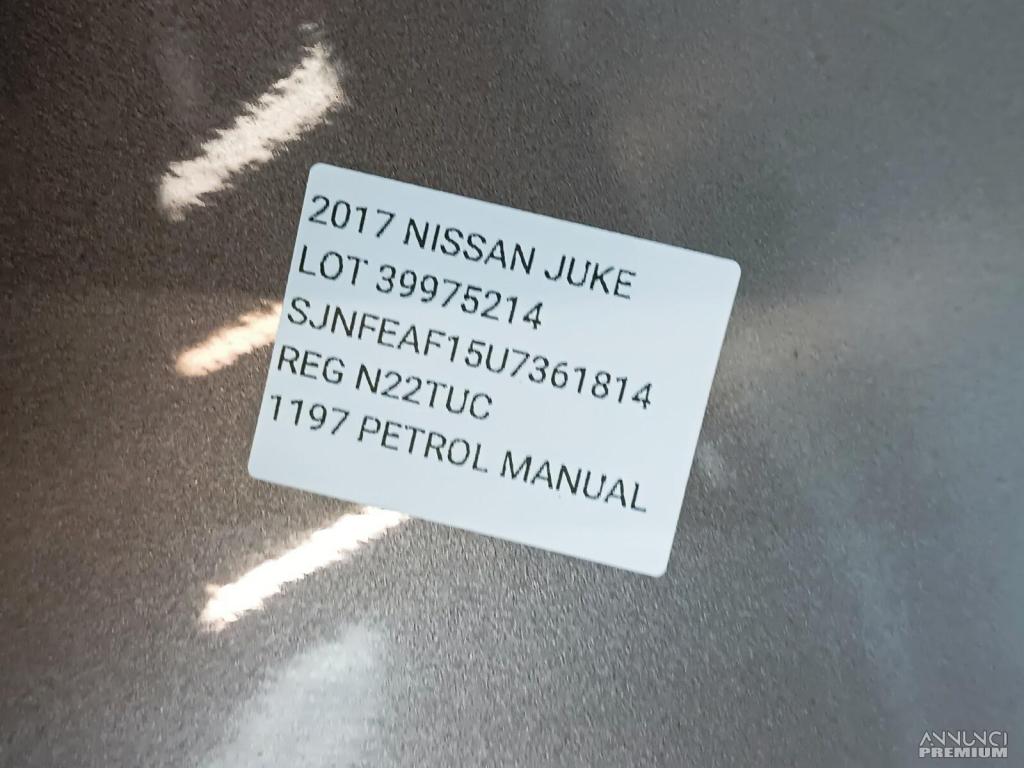 2017 NISSAN JUKE
LOT 39975214
SJNFEAF15U7361814
REG N22TUC
1197 PETROL MANUAL
ANNUNCI
PREMIUM